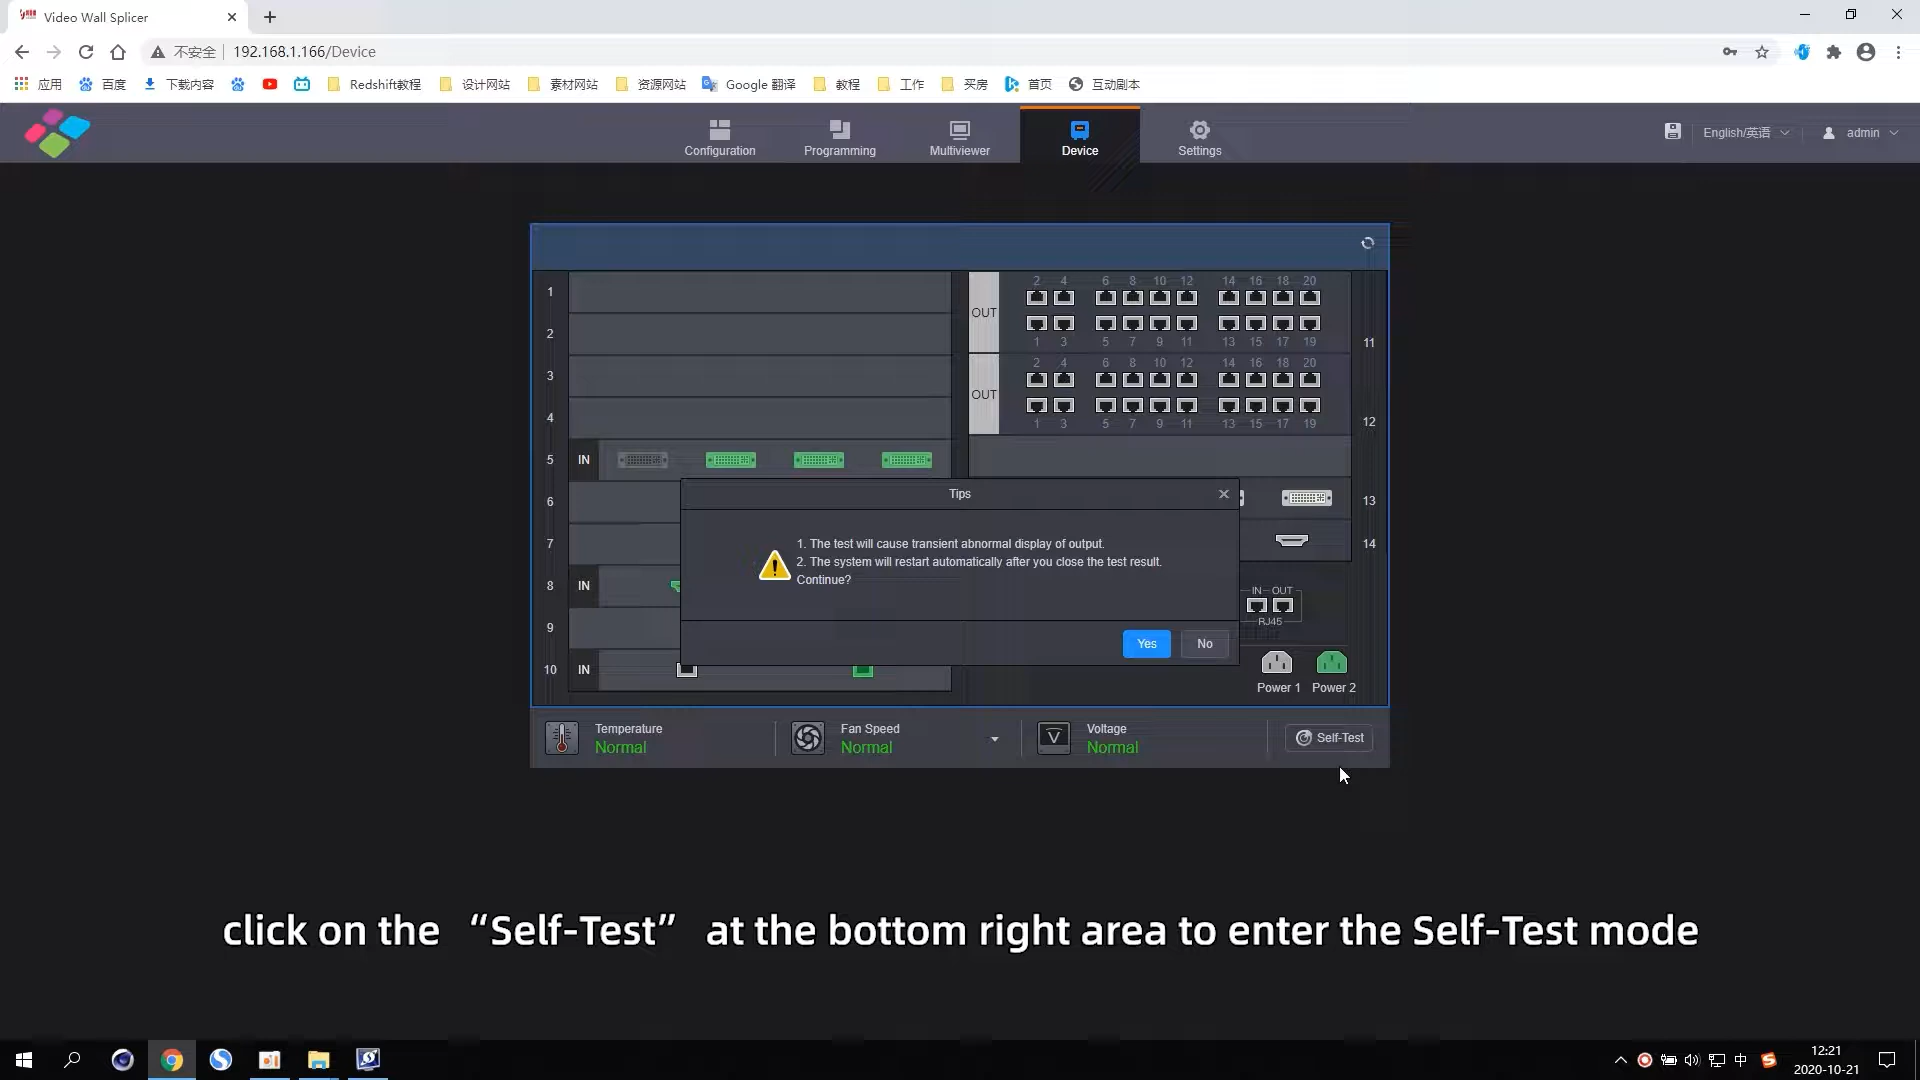 Video Wall Splicer
不安全
192.168.1.166/Device
应用
百度
下载内容
Redshift教程
设计网站
素材网站
资源网站
Google 翻译
教程
工作
买房
首页
互动剧本
Configuration
Programming
Multiviewer
Device
Settings
English/英语
admin
1
2
3
4
5 IN
6
7
8 IN
9
10 IN
2 4 6 8 10 12 14 16 18 20
OUT
1 3 5 7 9 11 13 15 17 19
11
2 4 6 8 10 12 14 16 18 20
OUT
1 3 5 7 9 11 13 15 17 19
12
13
14
IN OUT
RJ45
Power 1 Power 2
Tips
1. The test will cause transient abnormal display of output.
2. The system will restart automatically after you close the test result.
Continue?
Yes
No
Temperature
Normal
Fan Speed
Normal
V
Voltage
Normal
Self-Test
click on the “Self-Test” at the bottom right area to enter the Self-Test mode
中
12:21
2020-10-21